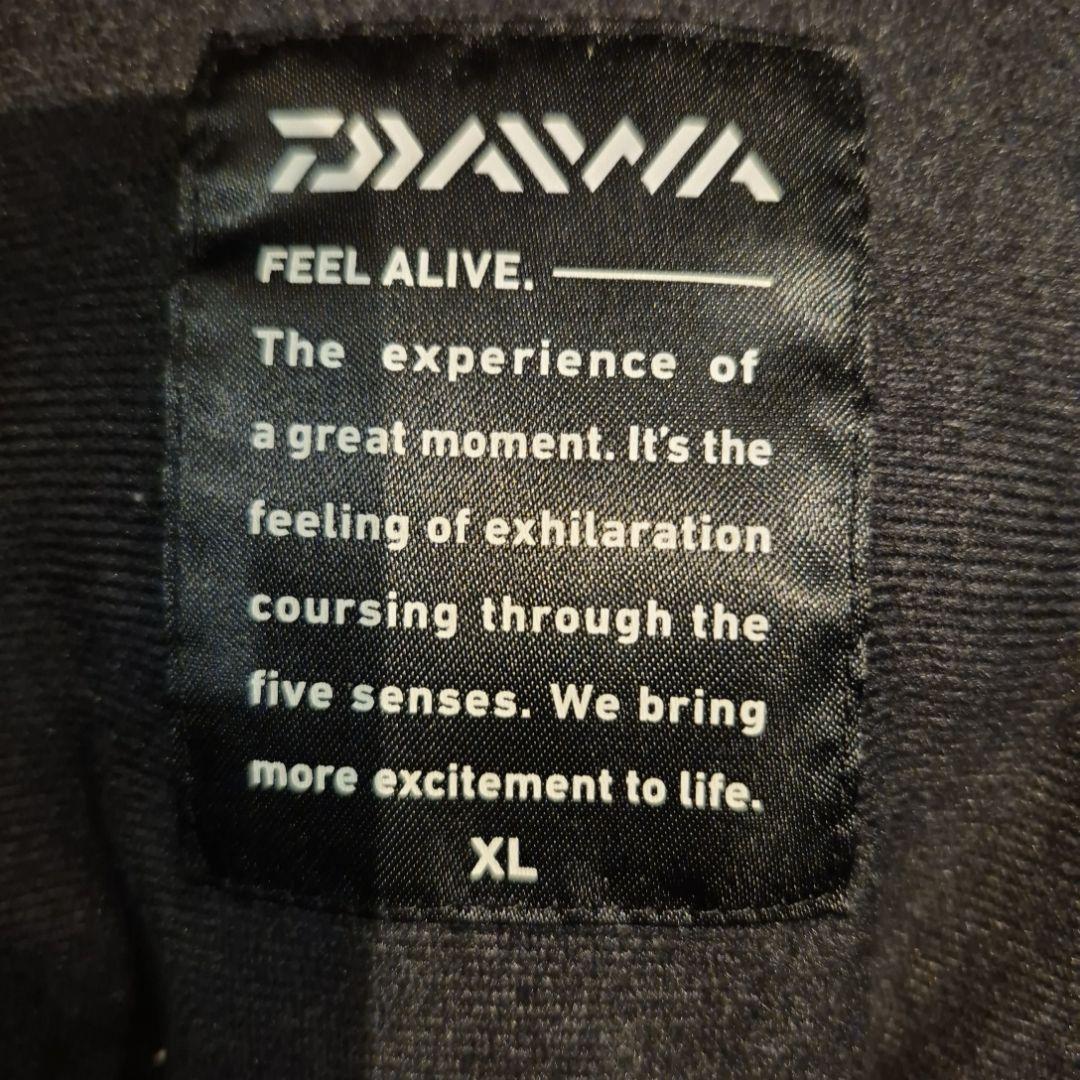 DAIWA
FEEL ALIVE.
The experience of
a great moment. It's the
feeling of exhilaration
coursing through the
five senses. We bring
more excitement to life.
XL